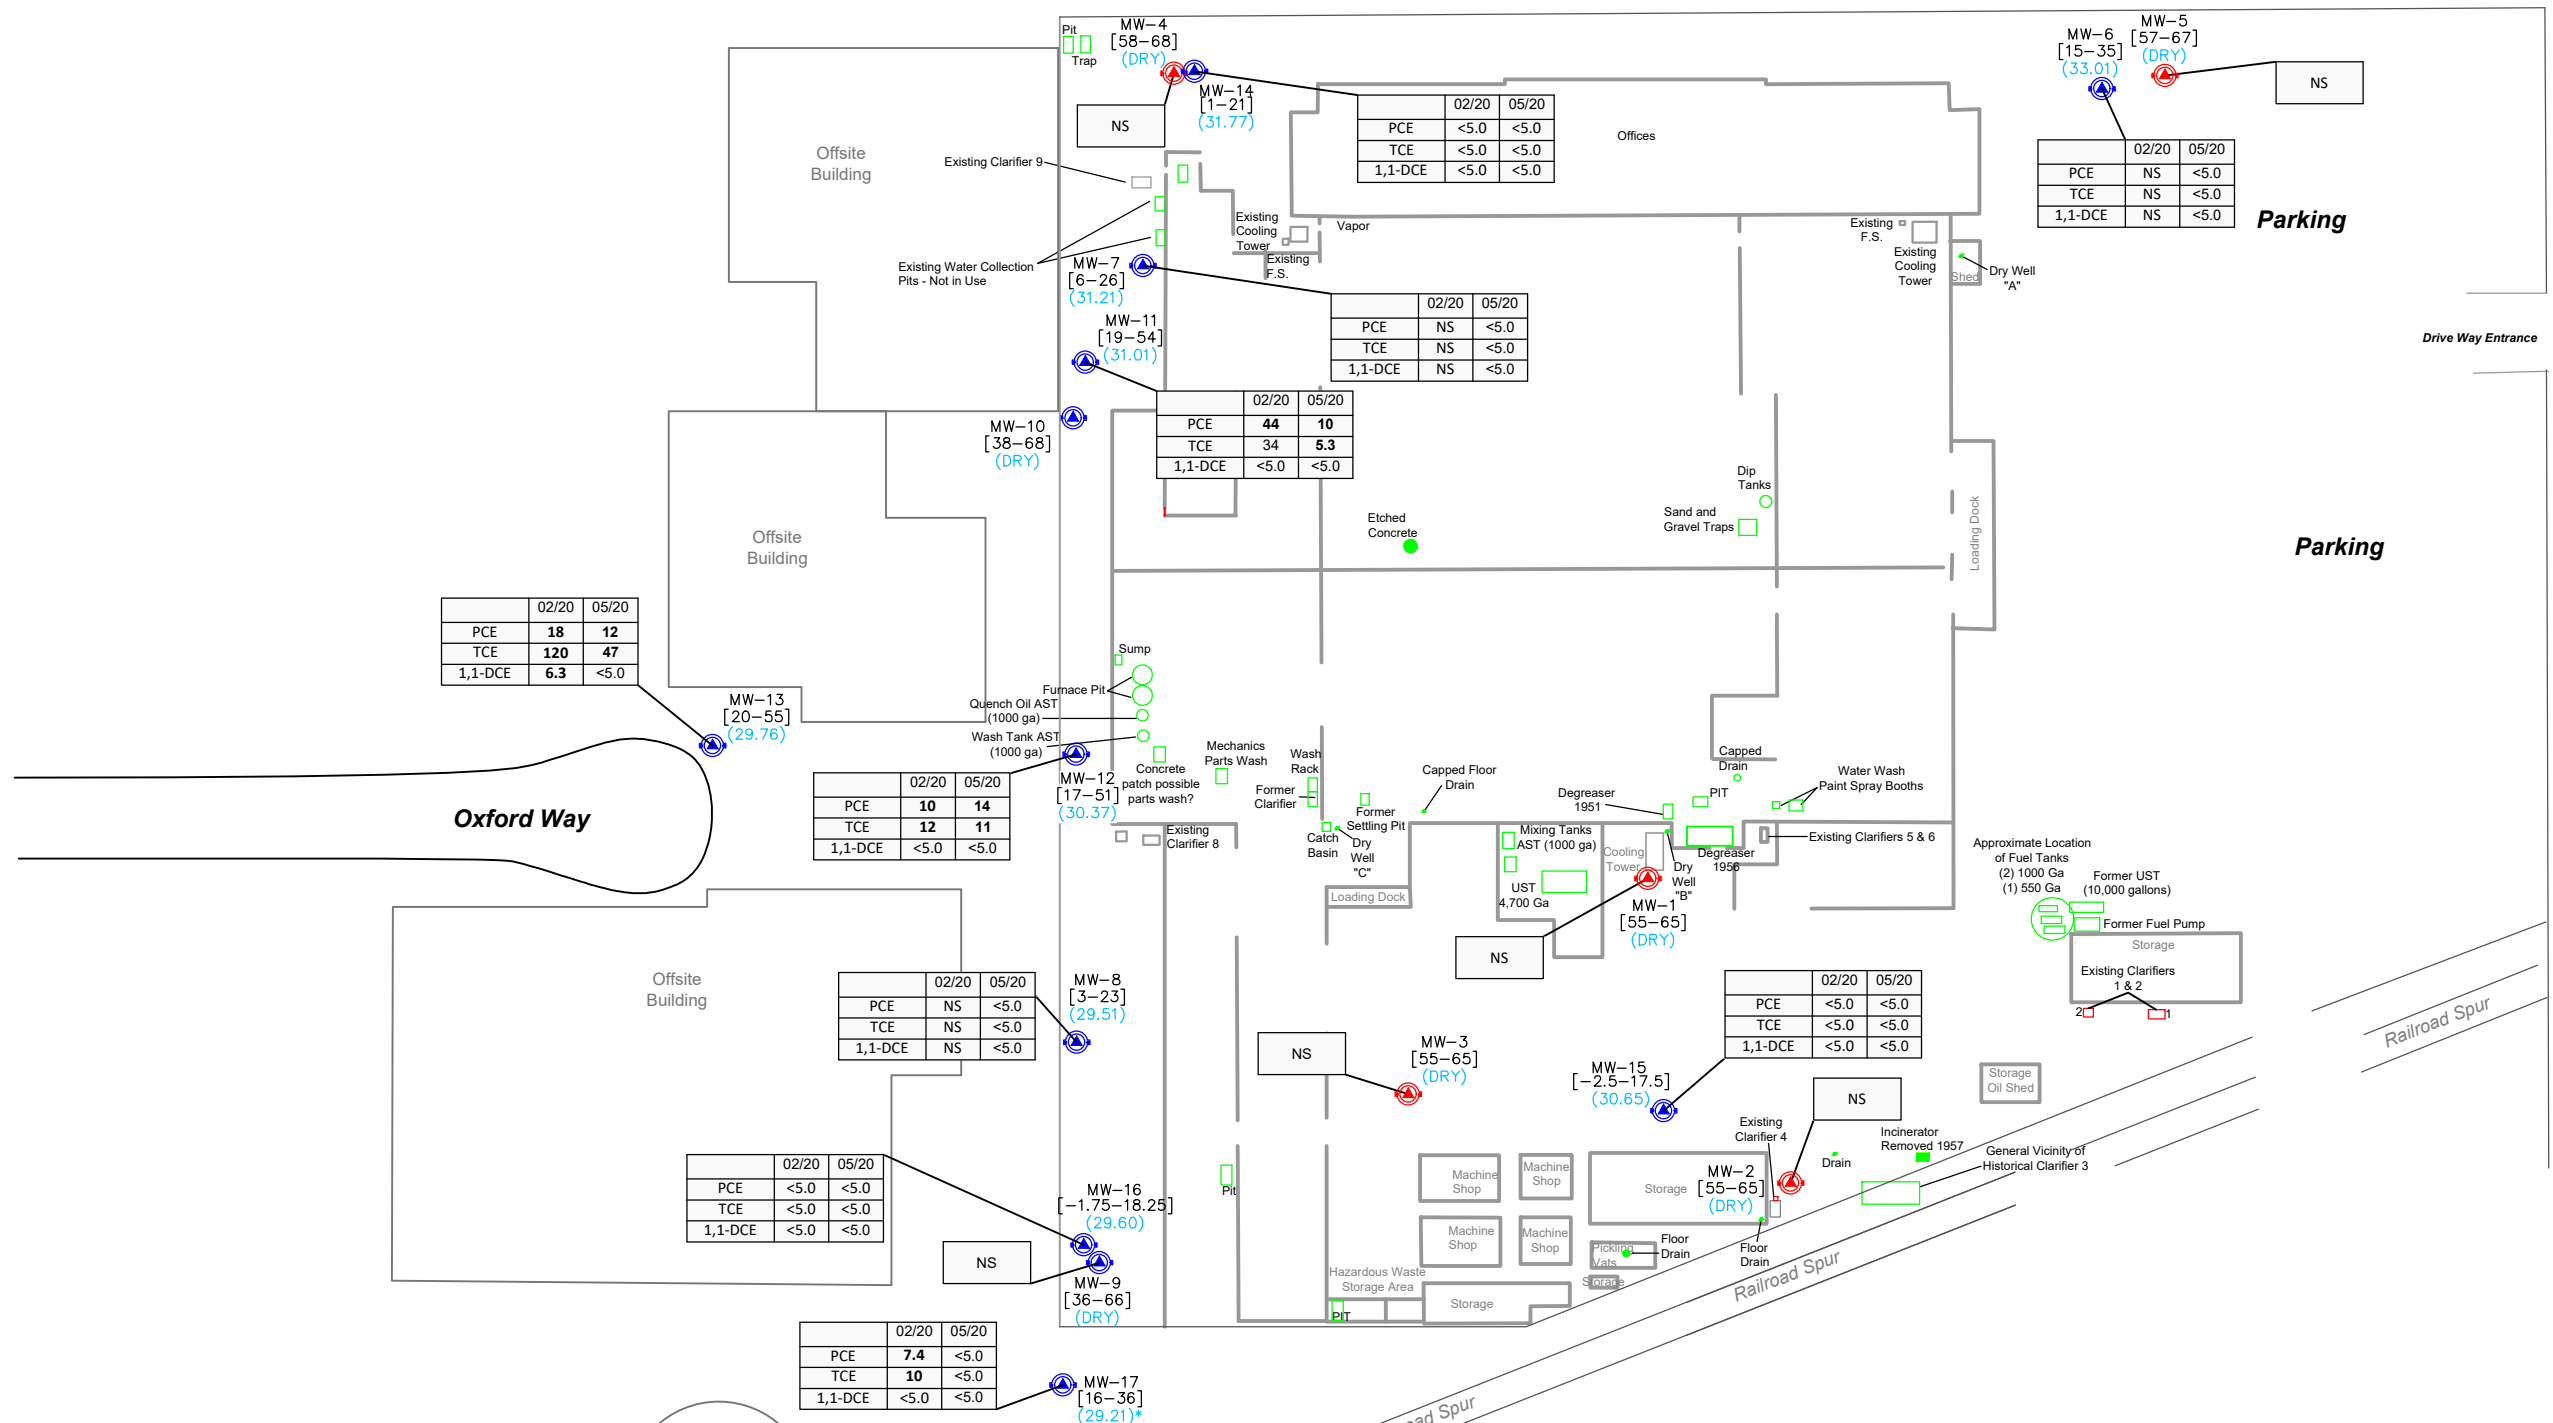 Pit
Trap
MW-4
[58-68]
(DRY)
NS
MW-14
[1-21]
(31.77)
02/20 05/20
PCE <5.0 <5.0
TCE <5.0 <5.0
1,1-DCE <5.0 <5.0
Offices
MW-6
[15-35]
(33.01)
MW-5
[57-67]
(DRY)
NS
02/20 05/20
PCE NS <5.0
TCE NS <5.0
1,1-DCE NS <5.0
Parking
Offsite
Building
Existing Clarifier 9
Existing Water Collection
Pits - Not in Use
Existing
Cooling
Tower
Existing
F.S.
Vapor
Existing
F.S.
Existing
Cooling
Tower
Shed
Dry Well
"A"
MW-7
[6-26]
(31.21)
02/20 05/20
PCE NS <5.0
TCE NS <5.0
1,1-DCE NS <5.0
Drive Way Entrance
MW-11
[19-54]
(31.01)
02/20 05/20
PCE 44 10
TCE 34 5.3
1,1-DCE <5.0 <5.0
MW-10
[38-68]
(DRY)
Dip
Tanks
Sand and
Gravel Traps
Etched
Concrete
Loading Dock
Parking
Offsite
Building
02/20 05/20
PCE 18 12
TCE 120 47
1,1-DCE 6.3 <5.0
MW-13
[20-55]
(29.76)
Sump
Furnace Pit
Quench Oil AST
(1000 ga)
Wash Tank AST
(1000 ga)
Concrete
patch possible
parts wash?
Mechanics
Parts Wash
Wash
Rack
Former
Clarifier
Former
Settling Pit
Capped Floor
Drain
Catch
Basin
Dry
Well
"C"
MW-12
[17-51]
(30.37)
02/20 05/20
PCE 10 14
TCE 12 11
1,1-DCE <5.0 <5.0
Oxford Way
Existing
Clarifier 8
Loading Dock
Degreaser
1951
Capped
Drain
PIT
Water Wash
Paint Spray Booths
Mixing Tanks
AST (1000 ga)
UST
4,700 Ga
Cooling
Tower
Dry
Well
"B"
Degreaser
1956
Existing Clarifiers 5 & 6
MW-1
[55-65]
(DRY)
NS
Approximate Location
of Fuel Tanks
(2) 1000 Ga
(1) 550 Ga
Former UST
(10,000 gallons)
Former Fuel Pump
Storage
Existing Clarifiers
1 & 2
2
1
Railroad Spur
Offsite
Building
02/20 05/20
PCE NS <5.0
TCE NS <5.0
1,1-DCE NS <5.0
MW-8
[3-23]
(29.51)
NS
MW-3
[55-65]
(DRY)
02/20 05/20
PCE <5.0 <5.0
TCE <5.0 <5.0
1,1-DCE <5.0 <5.0
MW-15
[-2.5-17.5]
(30.65)
NS
Storage
Oil Shed
Existing
Clarifier 4
Drain
Incinerator
Removed 1957
General Vicinity of
Historical Clarifier 3
MW-2
[55-65]
(DRY)
Storage
Machine
Shop
Machine
Shop
Machine
Shop
Machine
Shop
Pickling
Vats
Floor
Drain
Floor
Drain
Storage
Railroad Spur
Pit
Hazardous Waste
Storage Area
Storage
PIT
02/20 05/20
PCE <5.0 <5.0
TCE <5.0 <5.0
1,1-DCE <5.0 <5.0
MW-16
[-1.75-18.25]
(29.60)
NS
MW-9
[36-66]
(DRY)
02/20 05/20
PCE 7.4 <5.0
TCE 10 <5.0
1,1-DCE <5.0 <5.0
MW-17
[16-36]
(29.21)*
oad Spur